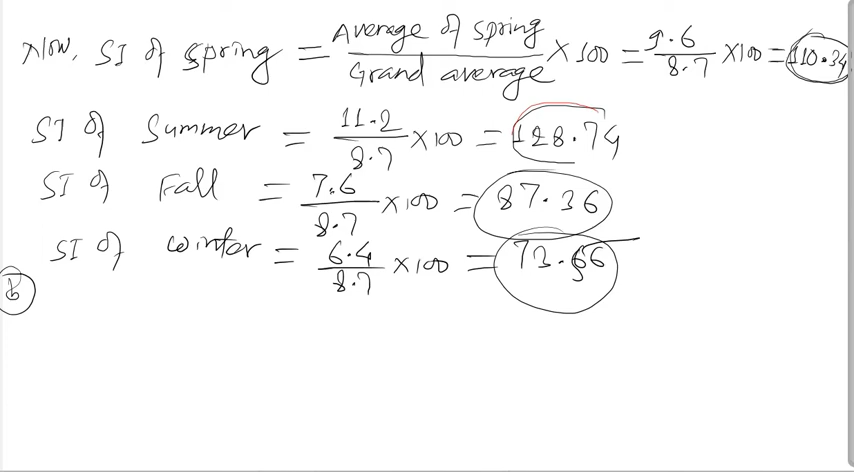 Now, SI of spring = Average of spring / Grand average × 100 = 9.6 / 8.7 × 100 = 110.34
SI of Summer = 11.2 / 8.7 × 100 = 128.74
SI of Fall = 7.6 / 8.7 × 100 = 87.36
SI of winter = 6.4 / 8.7 × 100 = 73.56
b